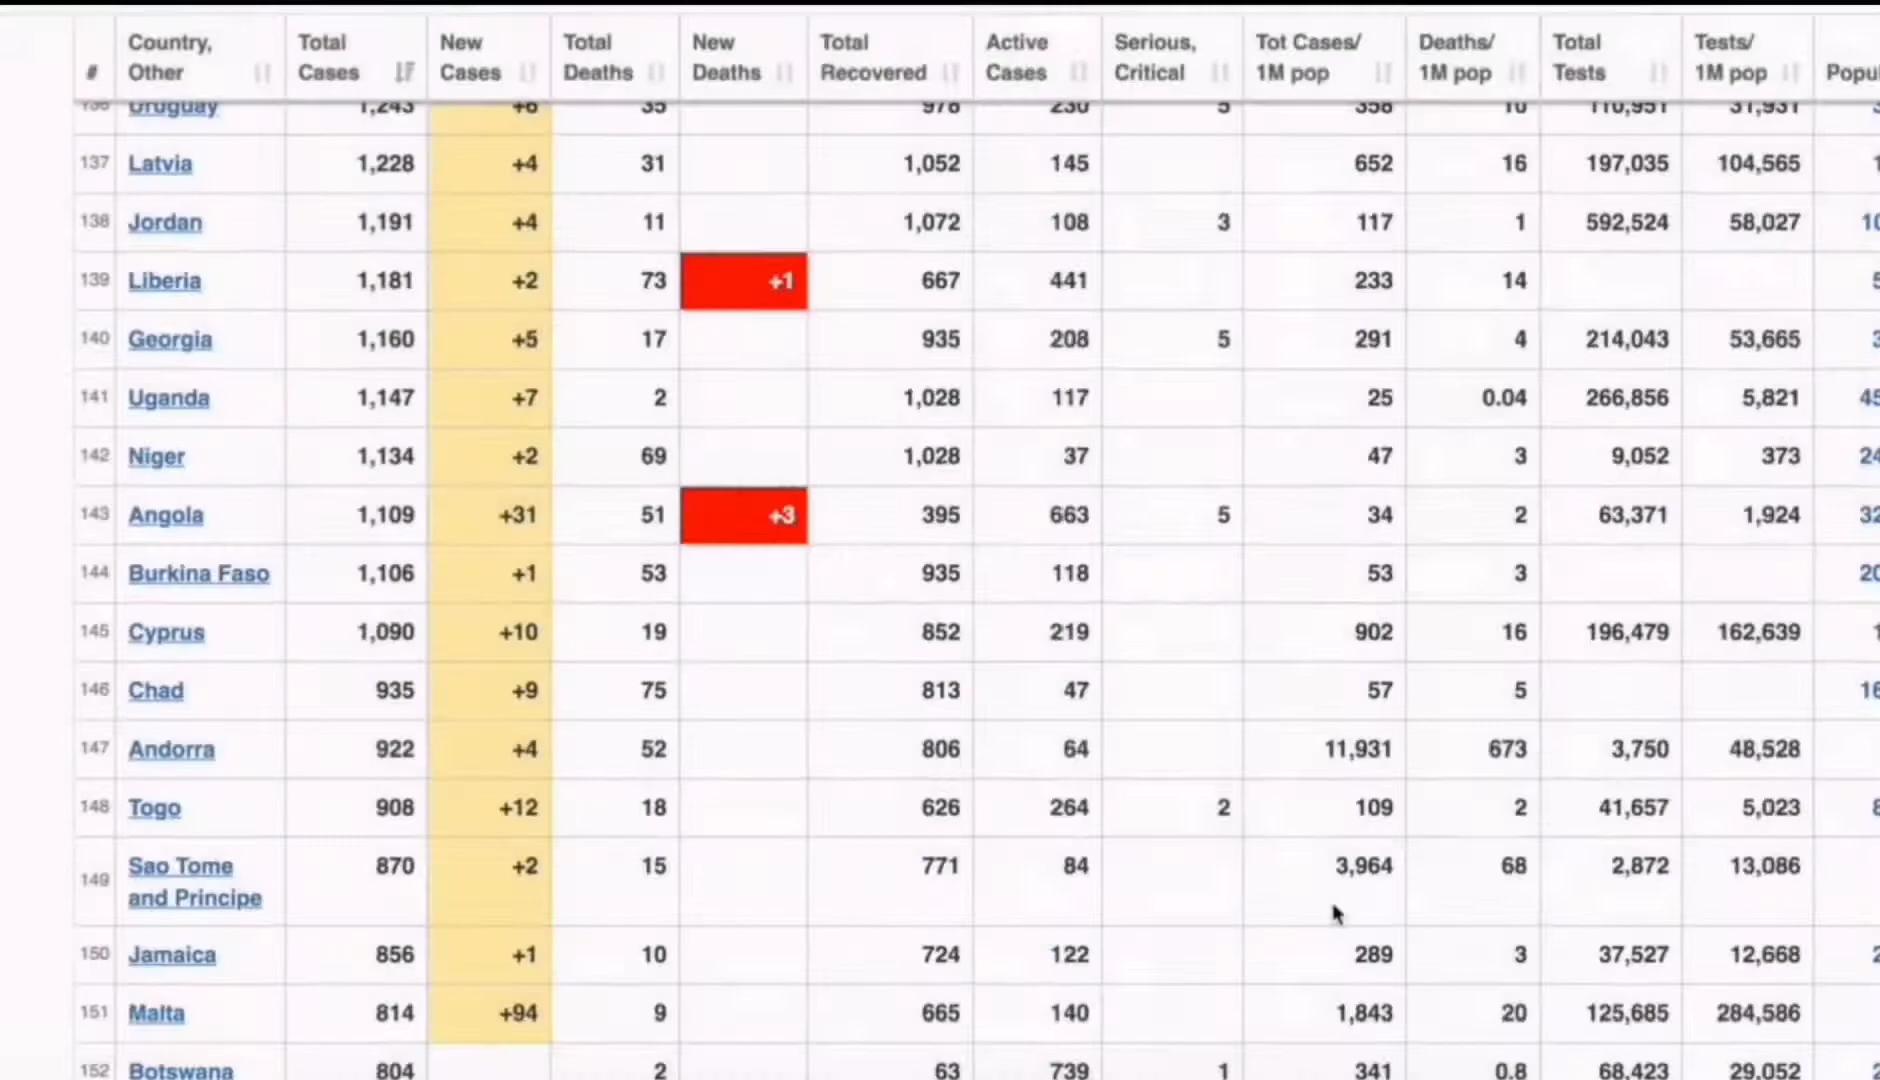 # Country, Other Total Cases New Cases Total Deaths New Deaths Total Recovered Active Cases Serious, Critical Tot Cases/ 1M pop Deaths/ 1M pop Total Tests Tests/ 1M pop
Uruguay 1,243 +6 35 978 230 5 358 10 110,951 31,931
137 Latvia 1,228 +4 31 1,052 145 652 16 197,035 104,565 1
138 Jordan 1,191 +4 11 1,072 108 3 117 1 592,524 58,027 10
139 Liberia 1,181 +2 73 +1 667 441 233 14 5
140 Georgia 1,160 +5 17 935 208 5 291 4 214,043 53,665 3
141 Uganda 1,147 +7 2 1,028 117 25 0.04 266,856 5,821 45
142 Niger 1,134 +2 69 1,028 37 47 3 9,052 373 24
143 Angola 1,109 +31 51 +3 395 663 5 34 2 63,371 1,924 32
144 Burkina Faso 1,106 +1 53 935 118 53 3 20
145 Cyprus 1,090 +10 19 852 219 902 16 196,479 162,639 1
146 Chad 935 +9 75 813 47 57 5 16
147 Andorra 922 +4 52 806 64 11,931 673 3,750 48,528
148 Togo 908 +12 18 626 264 2 109 2 41,657 5,023 8
149 Sao Tome and Principe 870 +2 15 771 84 3,964 68 2,872 13,086
150 Jamaica 856 +1 10 724 122 289 3 37,527 12,668 2
151 Malta 814 +94 9 665 140 1,843 20 125,685 284,586
152 Botswana 804 2 63 739 1 341 0.8 68,423 29,052 2